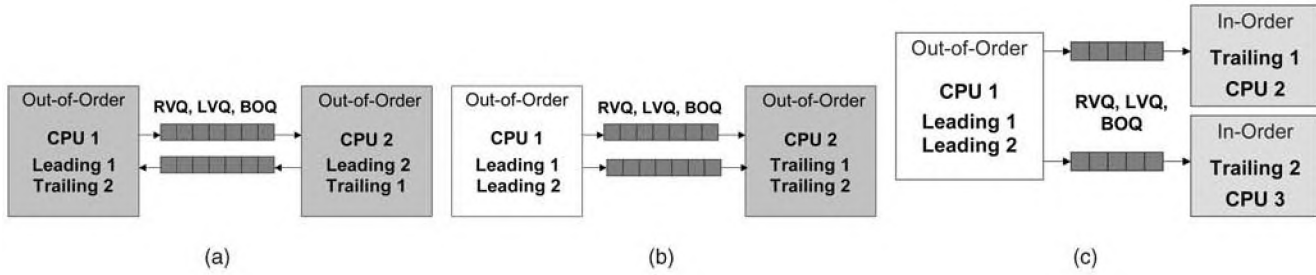 Out-of-Order
CPU 1
Leading 1
Trailing 2
RVQ, LVQ, BOQ
Out-of-Order
CPU 2
Leading 2
Trailing 1
(a)
Out-of-Order
CPU 1
Leading 1
Leading 2
RVQ, LVQ, BOQ
Out-of-Order
CPU 2
Trailing 1
Trailing 2
(b)
Out-of-Order
CPU 1
Leading 1
Leading 2
RVQ, LVQ,
BOQ
In-Order
Trailing 1
CPU 2
In-Order
Trailing 2
CPU 3
(c)